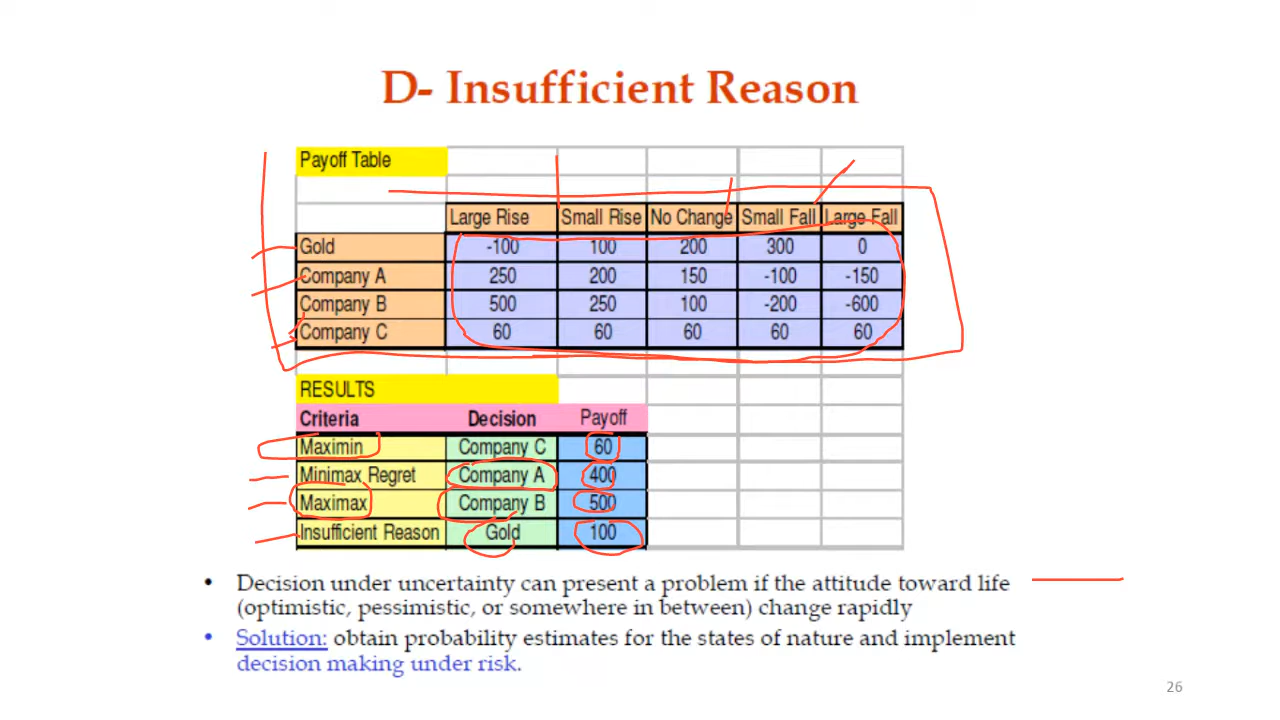 D- Insufficient Reason
Payoff Table
Large Rise Small Rise No Change Small Fall Large Fall
Gold -100 100 200 300 0
Company A 250 200 150 -100 -150
Company B 500 250 100 -200 -600
Company C 60 60 60 60 60
RESULTS
Criteria Decision Payoff
Maximin Company C 60
Minimax Regret Company A 400
Maximax Company B 500
Insufficient Reason Gold 100
• Decision under uncertainty can present a problem if the attitude toward life
(optimistic, pessimistic, or somewhere in between) change rapidly
• Solution: obtain probability estimates for the states of nature and implement
decision making under risk.
26